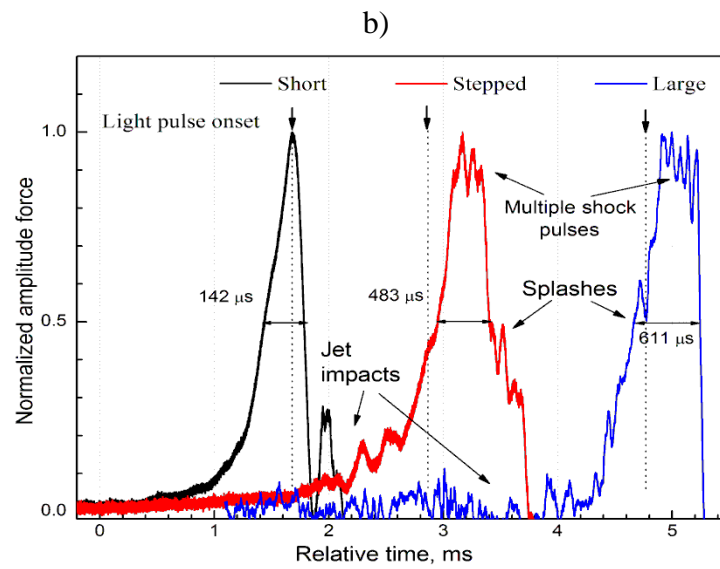 b)
Short Stepped Large
Light pulse onset
1.0
Multiple shock
pulses
142 µs
483 µs
Splashes
0.5
611 µs
Jet
impacts
0.0
0 1 2 3 4 5
Normalized amplitude force
Relative time, ms